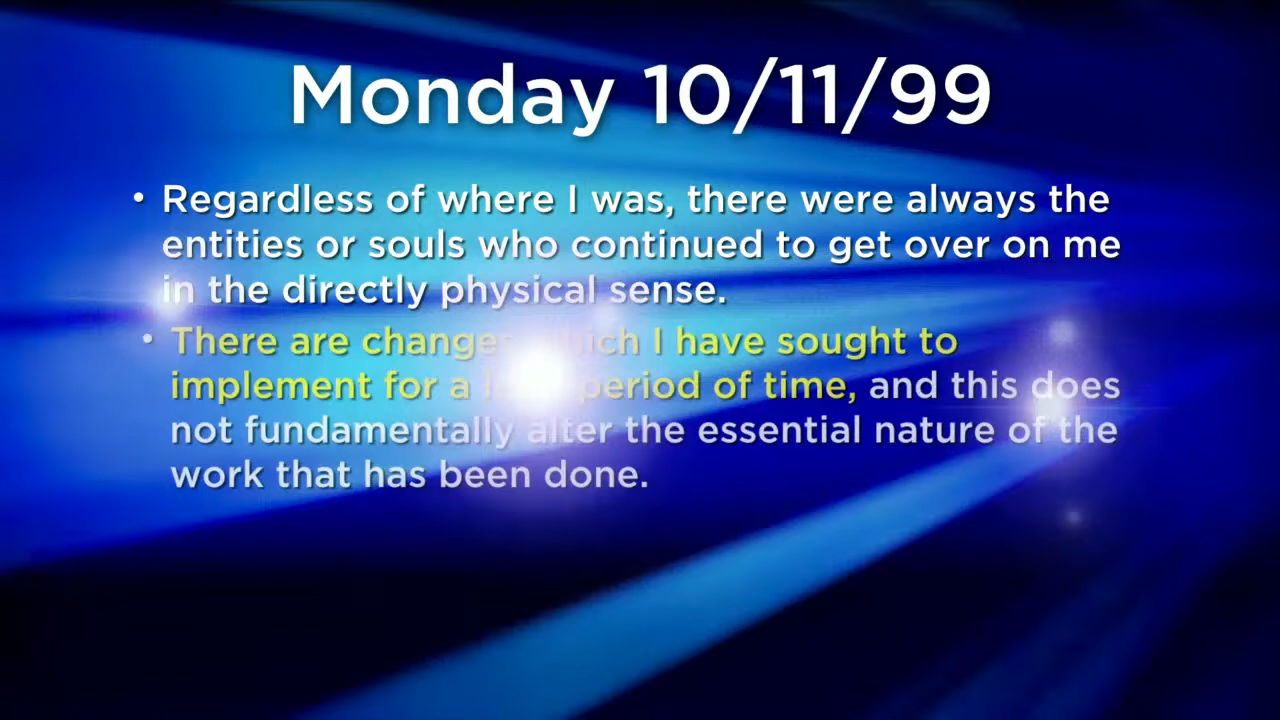 Monday 10/11/99
• Regardless of where I was, there were always the
entities or souls who continued to get over on me
in the directly physical sense.
• There are changes which I have sought to
implement for a period of time, and this does
not fundamentally alter the essential nature of the
work that has been done.